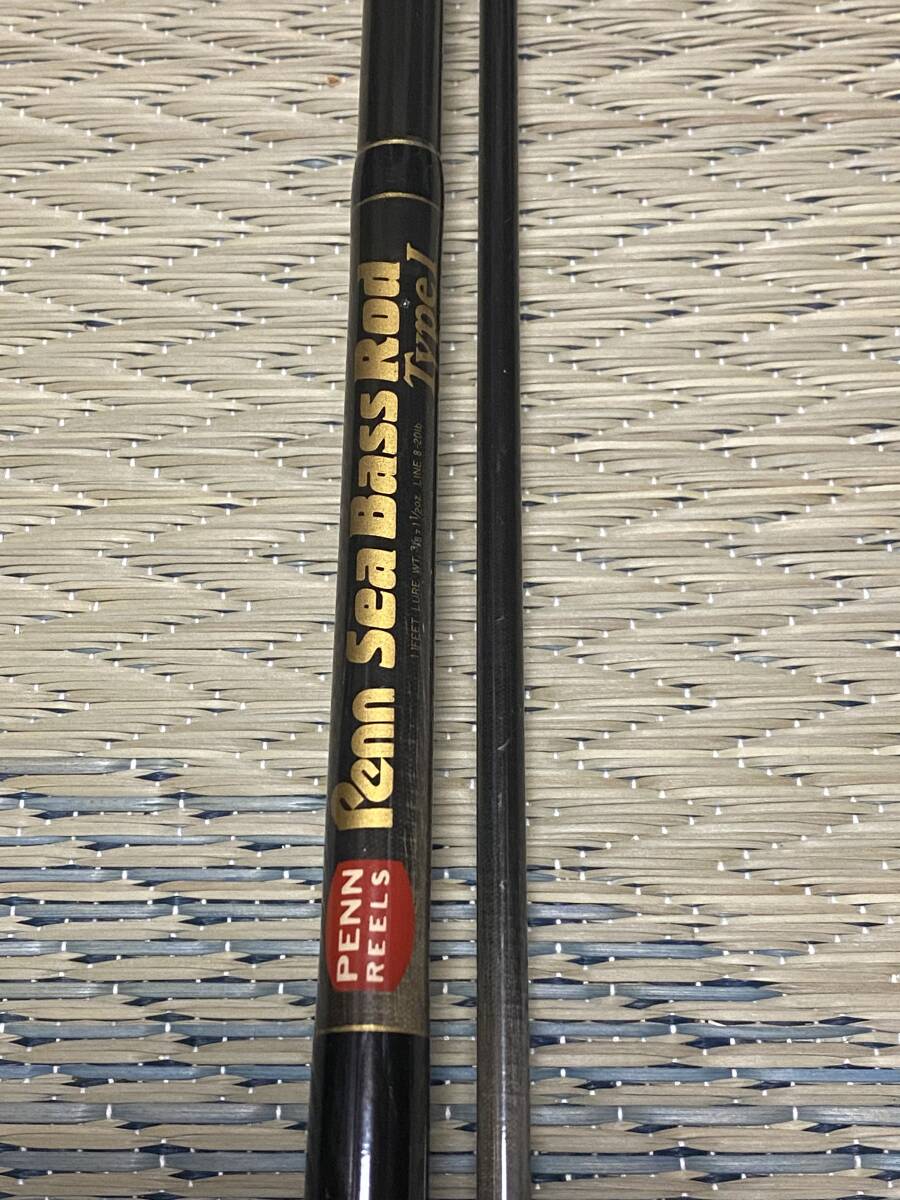 PENN
REELS
Penn Sea Bass Rod
Type I
11FEET LURE WT. 3/8-1 1/2oz. LINE 8-20lb